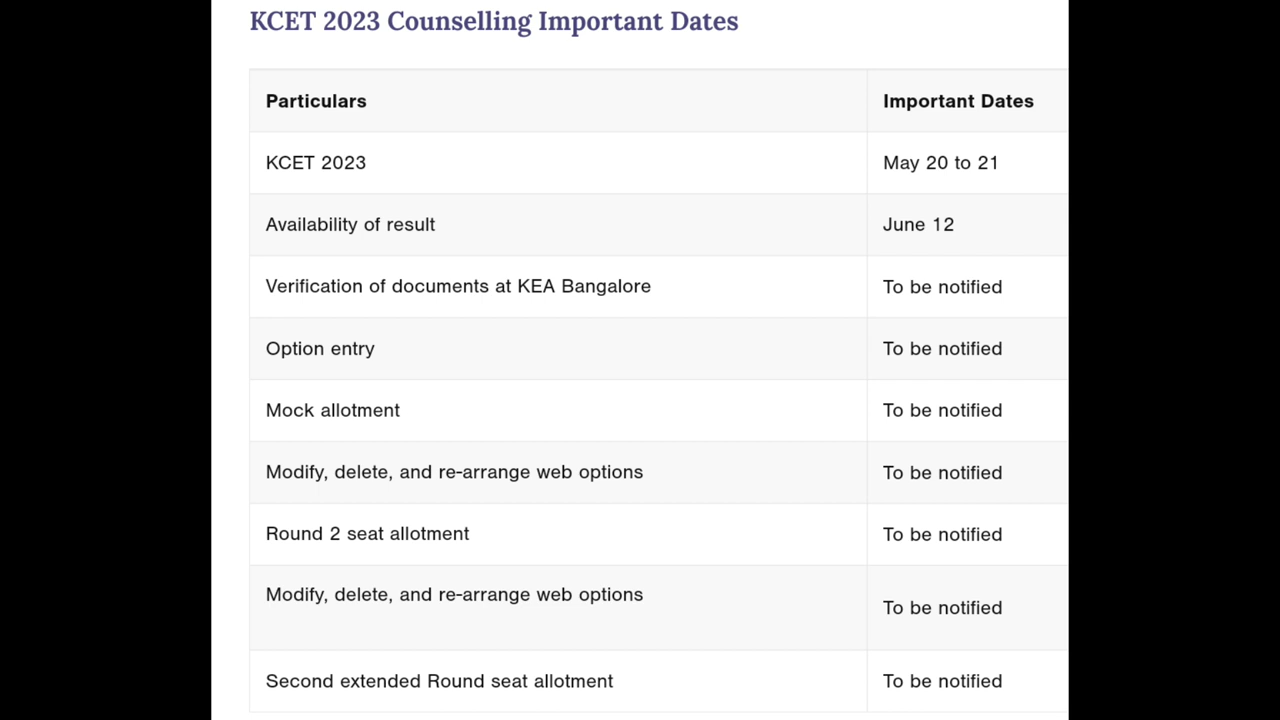 KCET 2023 Counselling Important Dates
Particulars Important Dates
KCET 2023 May 20 to 21
Availability of result June 12
Verification of documents at KEA Bangalore To be notified
Option entry To be notified
Mock allotment To be notified
Modify, delete, and re-arrange web options To be notified
Round 2 seat allotment To be notified
Modify, delete, and re-arrange web options To be notified
Second extended Round seat allotment To be notified